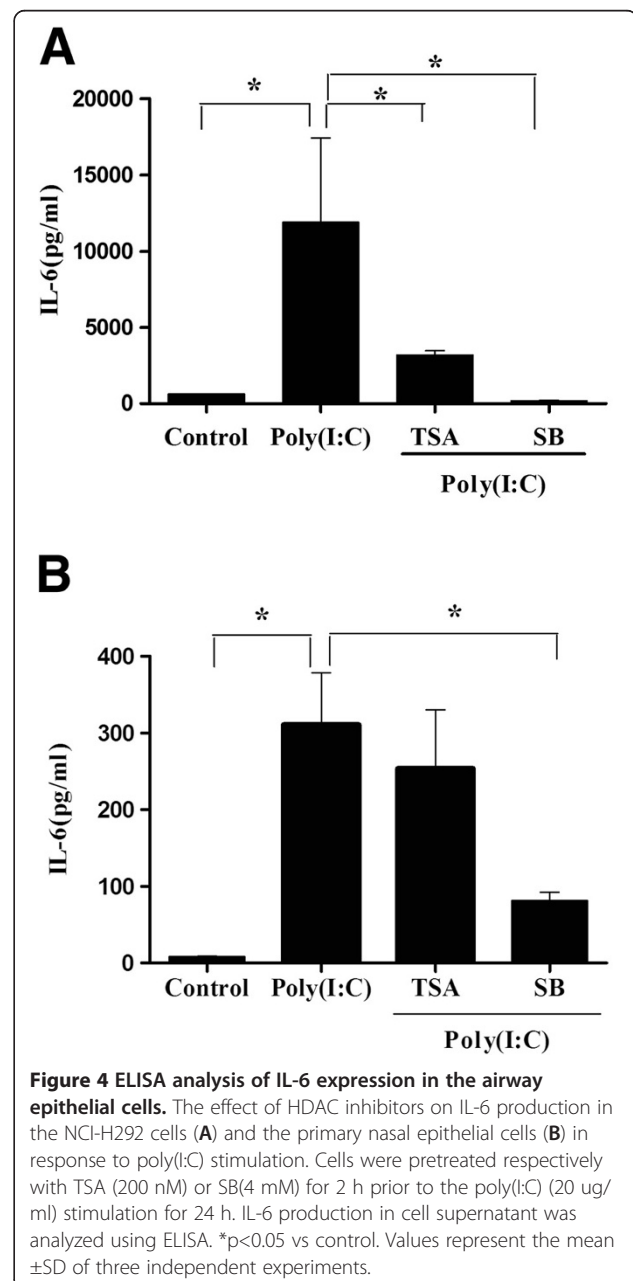 A
*
*
*
20000
15000
10000
5000
0
IL-6(pg/ml)
Control Poly(I:C) TSA SB
Poly(I:C)
B
*
*
400
300
200
100
0
IL-6(pg/ml)
Control Poly(I:C) TSA SB
Poly(I:C)
Figure 4 ELISA analysis of IL-6 expression in the airway
epithelial cells. The effect of HDAC inhibitors on IL-6 production in
the NCI-H292 cells (A) and the primary nasal epithelial cells (B) in
response to poly(I:C) stimulation. Cells were pretreated respectively
with TSA (200 nM) or SB(4 mM) for 2 h prior to the poly(I:C) (20 ug/
ml) stimulation for 24 h. IL-6 production in cell supernatant was
analyzed using ELISA. *p<0.05 vs control. Values represent the mean
±SD of three independent experiments.